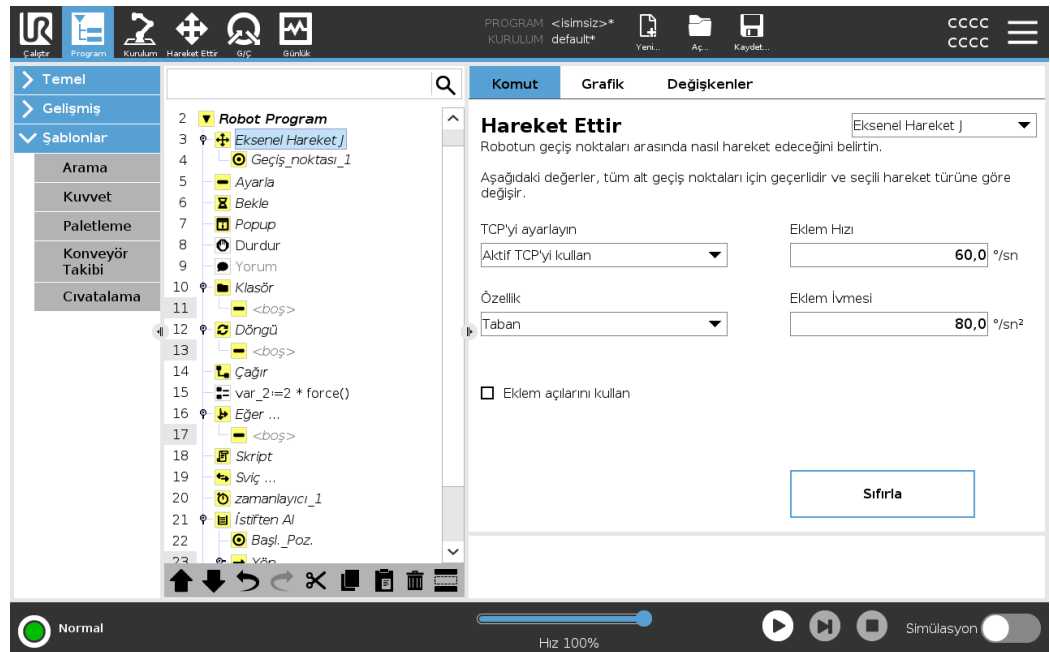 UR
PROGRAM <isimsiz>*
KURULUM default*
CCCC
CCCC
Çalıştır
Program
Kurulum
Hareket Ettir
G/Ç
Günlük
Yeni...
Aç...
Kaydet...
Temel
Gelişmiş
Şablonlar
Arama
Kuvvet
Paletleme
Konveyör
Takibi
Cıvatalama
2 Robot Program
3 Eksenel Hareket J
4 Geçiş_noktası_1
5 Ayarla
6 Bekle
7 Popup
8 Durdur
9 Yorum
10 Klasör
11 <boş>
12 Döngü
13 <boş>
14 Çağır
15 var_2:=2 * force()
16 Eğer ...
17 <boş>
18 Skript
19 Sviç ...
20 zamanlayıcı_1
21 İstiften Al
22 Başl._Poz.
23 Yön
Komut
Grafik
Değişkenler
Hareket Ettir
Eksenel Hareket J
Robotun geçiş noktaları arasında nasıl hareket edeceğini belirtin.
Aşağıdaki değerler, tüm alt geçiş noktaları için geçerlidir ve seçili hareket türüne göre
değişir.
TCP'yi ayarlayın
Eklem Hızı
Aktif TCP'yi kullan
60,0 °/sn
Özellik
Eklem İvmesi
Taban
80,0 °/sn²
Eklem açılarını kullan
Sıfırla
Normal
Hız 100%
Simülasyon